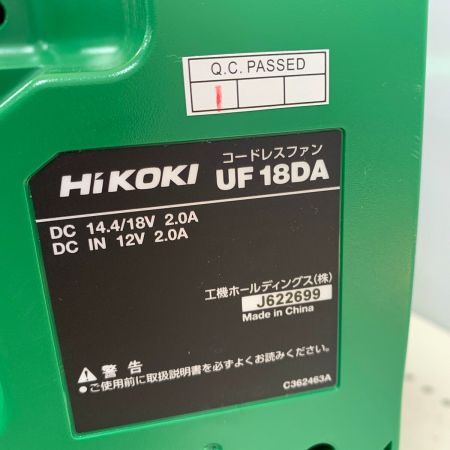 Q.C. PASSED
コードレスファン
HiKOKI UF 18DA
DC 14.4/18V 2.0A
DC IN 12V 2.0A
工機ホールディングス(株)
J622699
Made in China
警告
●ご使用前に取扱説明書を必ずよくお読みください。
C362463A